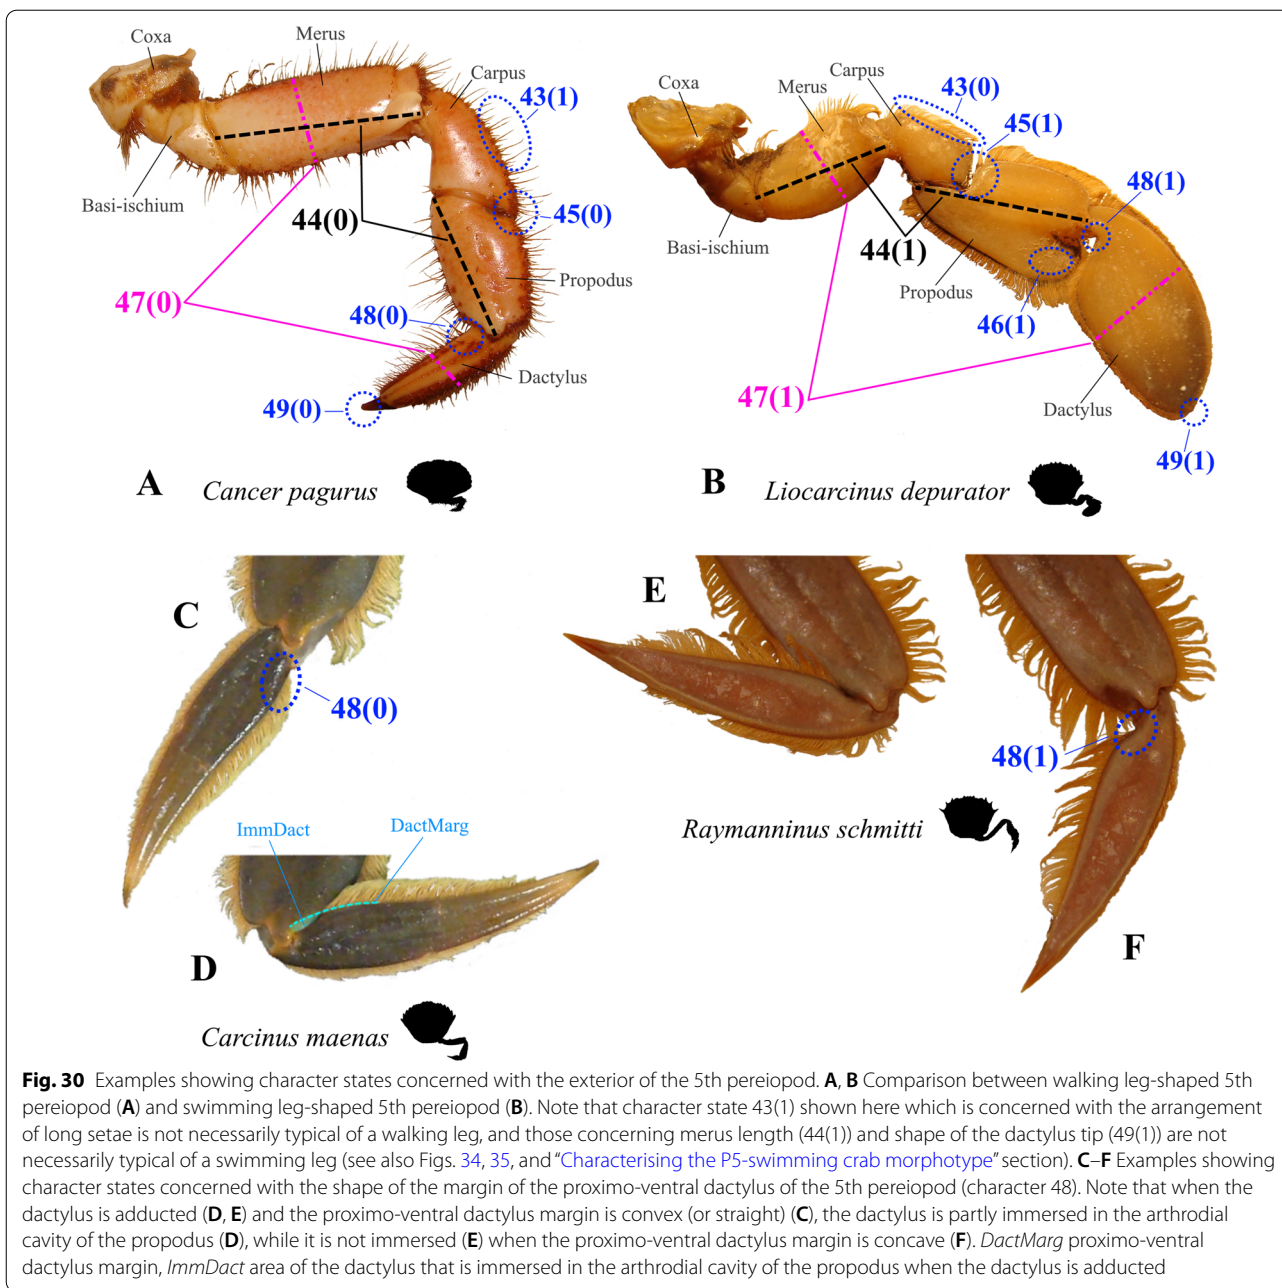 Coxa
Merus
Carpus
43(1)
Basi-ischium
44(0)
45(0)
Propodus
47(0)
48(0)
Dactylus
49(0)
A
Cancer pagurus
Coxa
Merus
Carpus
43(0)
45(1)
48(1)
Basi-ischium
44(1)
Propodus
46(1)
47(1)
Dactylus
49(1)
B
Liocarcinus depurator
C
48(0)
ImmDact
DactMarg
D
Carcinus maenas
E
48(1)
Raymanninus schmitti
F
Fig. 30 Examples showing character states concerned with the exterior of the 5th pereiopod. A, B Comparison between walking leg-shaped 5th
pereiopod (A) and swimming leg-shaped 5th pereiopod (B). Note that character state 43(1) shown here which is concerned with the arrangement
of long setae is not necessarily typical of a walking leg, and those concerning merus length (44(1)) and shape of the dactylus tip (49(1)) are not
necessarily typical of a swimming leg (see also Figs. 34, 35, and “Characterising the P5-swimming crab morphotype” section). C–F Examples showing
character states concerned with the shape of the margin of the proximo-ventral dactylus of the 5th pereiopod (character 48). Note that when the
dactylus is adducted (D, E) and the proximo-ventral dactylus margin is convex (or straight) (C), the dactylus is partly immersed in the arthrodial
cavity of the propodus (D), while it is not immersed (E) when the proximo-ventral dactylus margin is concave (F). DactMarg proximo-ventral
dactylus margin, ImmDact area of the dactylus that is immersed in the arthrodial cavity of the propodus when the dactylus is adducted